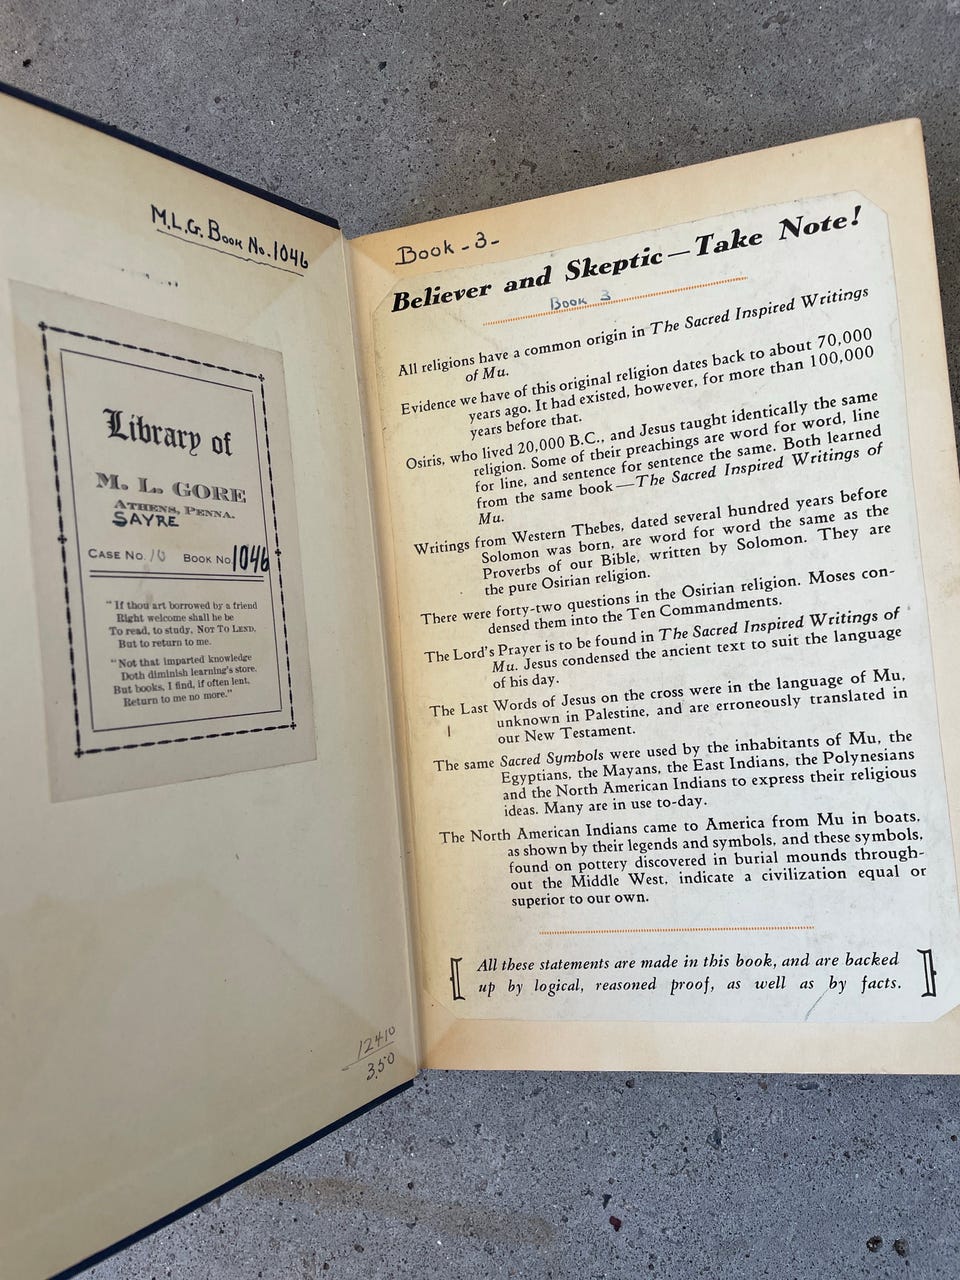 M.L.G. Book No. 1046
Library of
M. L. GORE
ATHENS, PENNA.
SAYRE
CASE No. 10 BOOK No. 1046
"If thou art borrowed by a friend
Right welcome shall he be
To read, to study, NOT TO LEND,
But to return to me.
"Not that imparted knowledge
Doth diminish learning's store,
But books, I find, if often lent,
Return to me no more."
12410
3.50
Book - 3 -
Believer and Skeptic — Take Note!
Book 3
All religions have a common origin in The Sacred Inspired Writings
of Mu.
Evidence we have of this original religion dates back to about 70,000
years ago. It had existed, however, for more than 100,000
years before that.
Osiris, who lived 20,000 B.C., and Jesus taught identically the same
religion. Some of their preachings are word for word, line
for line, and sentence for sentence the same. Both learned
from the same book — The Sacred Inspired Writings of
Mu.
Writings from Western Thebes, dated several hundred years before
Solomon was born, are word for word the same as the
Proverbs of our Bible, written by Solomon. They are
the pure Osirian religion.
There were forty-two questions in the Osirian religion. Moses con-
densed them into the Ten Commandments.
The Lord's Prayer is to be found in The Sacred Inspired Writings of
Mu. Jesus condensed the ancient text to suit the language
of his day.
The Last Words of Jesus on the cross were in the language of Mu,
unknown in Palestine, and are erroneously translated in
our New Testament.
The same Sacred Symbols were used by the inhabitants of Mu, the
Egyptians, the Mayans, the East Indians, the Polynesians
and the North American Indians to express their religious
ideas. Many are in use to-day.
The North American Indians came to America from Mu in boats,
as shown by their legends and symbols, and these symbols,
found on pottery discovered in burial mounds through-
out the Middle West, indicate a civilization equal or
superior to our own.
[All these statements are made in this book, and are backed
up by logical, reasoned proof, as well as by facts.]